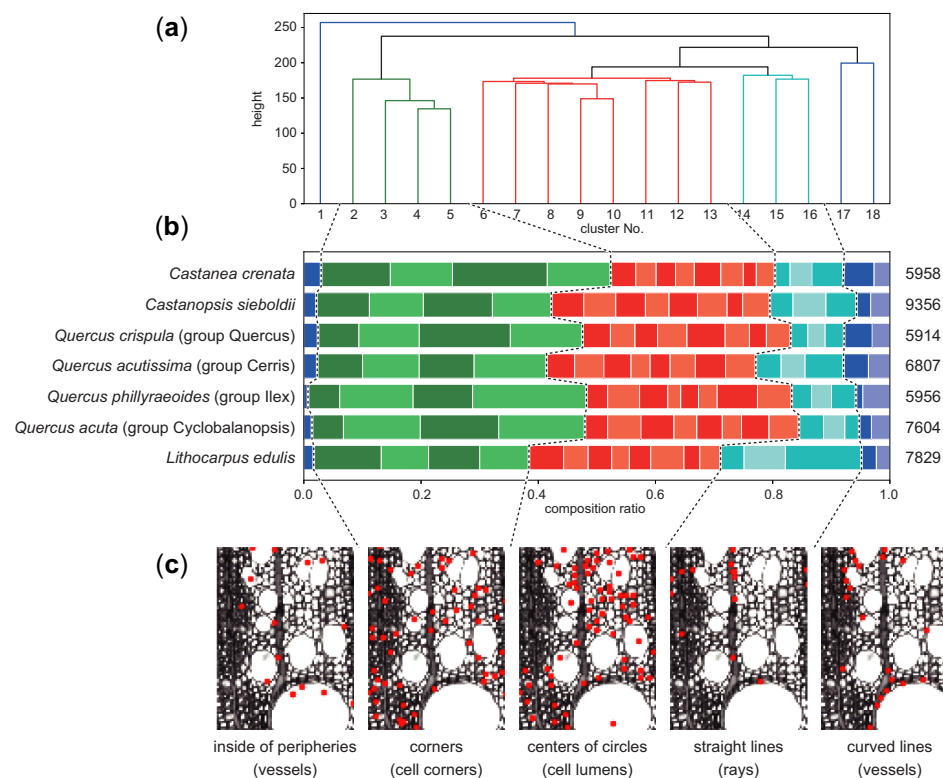 (a)
250
200
150
100
50
0
height
1 2 3 4 5 6 7 8 9 10 11 12 13 14 15 16 17 18
cluster No.
(b)
Castanea crenata 5958
Castanopsis sieboldii 9356
Quercus crispula (group Quercus) 5914
Quercus acutissima (group Cerris) 6807
Quercus phillyraeoides (group Ilex) 5956
Quercus acuta (group Cyclobalanopsis) 7604
Lithocarpus edulis 7829
0.0 0.2 0.4 0.6 0.8 1.0
composition ratio
(c)
inside of peripheries corners centers of circles straight lines curved lines
(vessels) (cell corners) (cell lumens) (rays) (vessels)